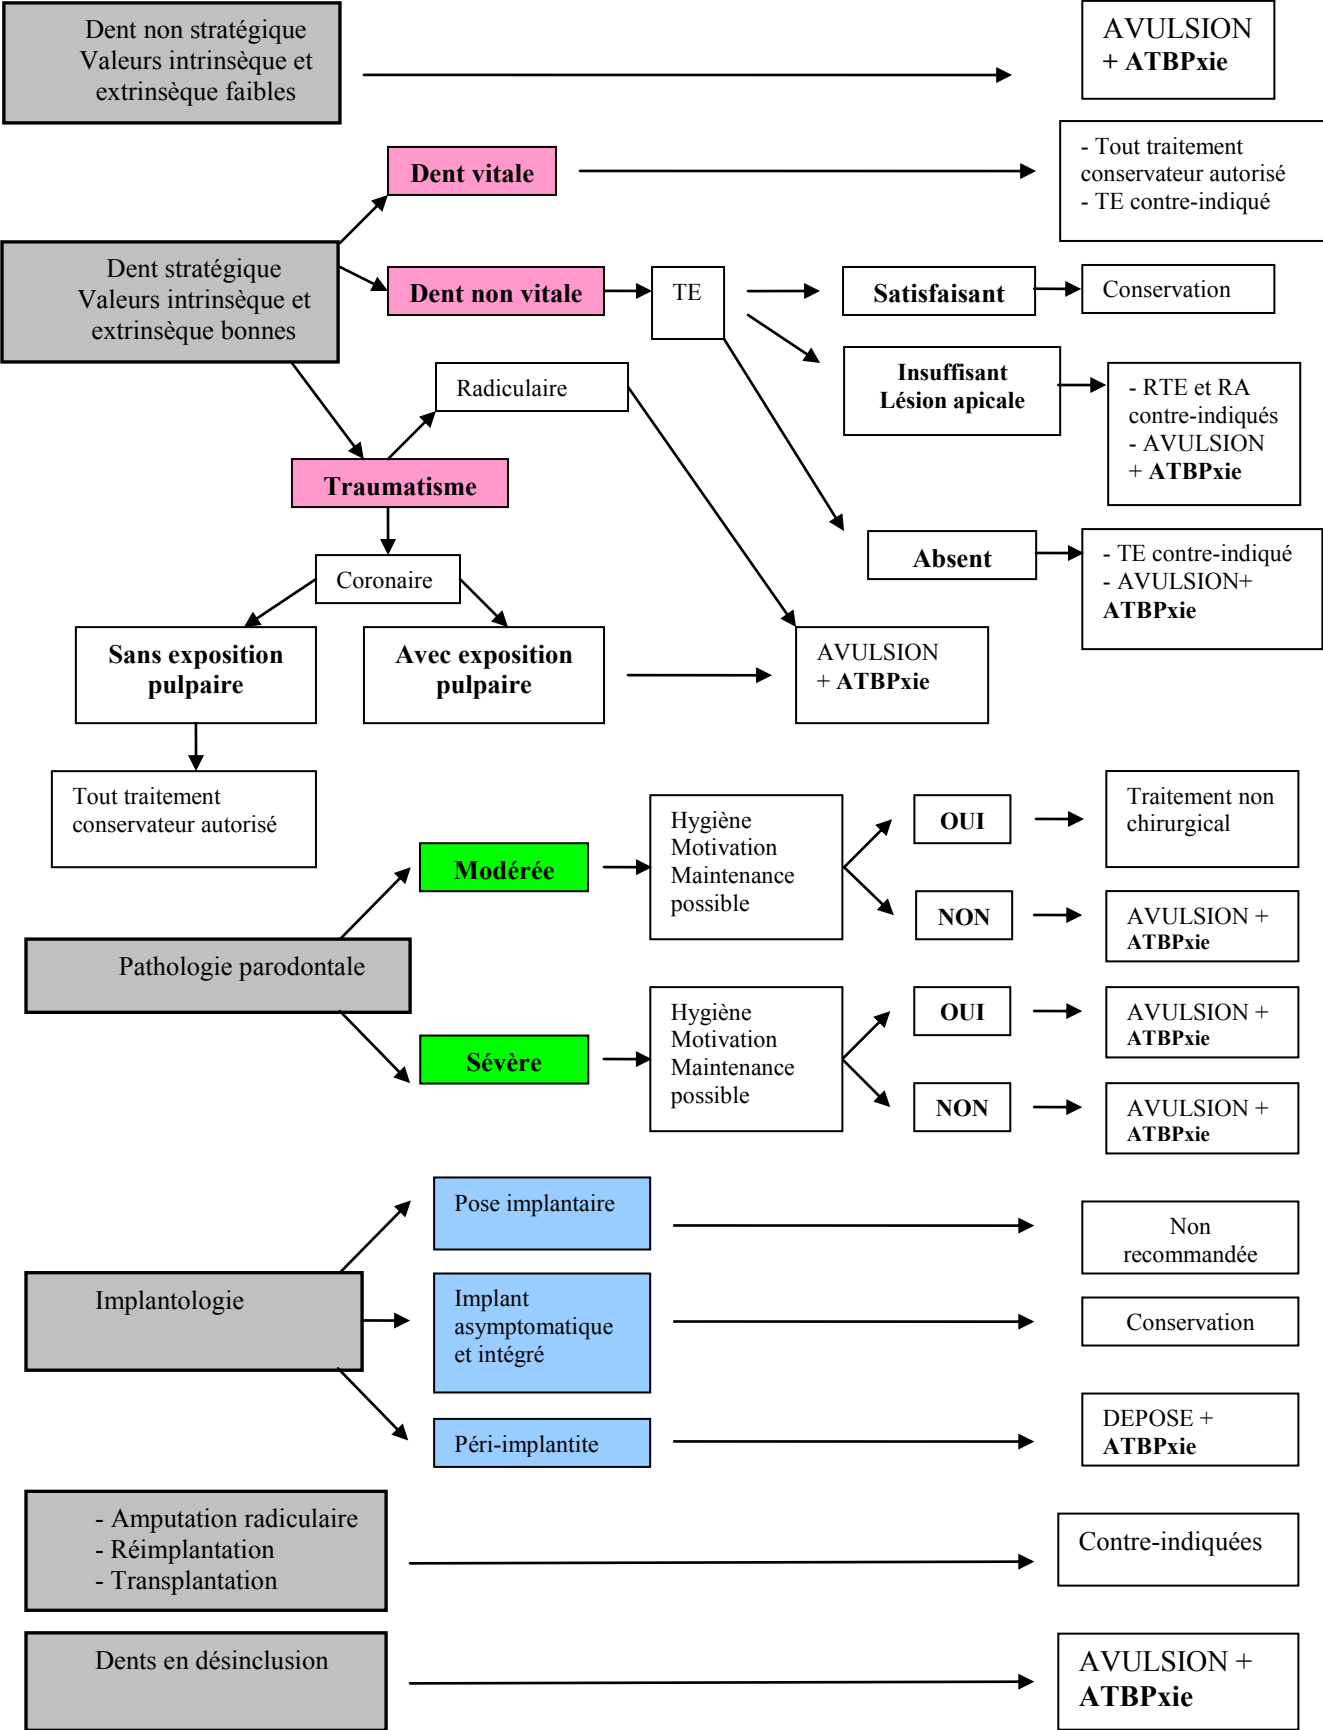 Dent non stratégique
Valeurs intrinsèque et
extrinsèque faibles
AVULSION
+ ATBPxie
Dent vitale
- Tout traitement
conservateur autorisé
- TE contre-indiqué
Dent stratégique
Valeurs intrinsèque et
extrinsèque bonnes
Dent non vitale
TE
Satisfaisant
Conservation
Insuffisant
Lésion apicale
- RTE et RA
contre-indiqués
- AVULSION
+ ATBPxie
Radiculaire
Traumatisme
Absent
- TE contre-indiqué
- AVULSION+
ATBPxie
Coronaire
Sans exposition
pulpaire
Avec exposition
pulpaire
AVULSION
+ ATBPxie
Tout traitement
conservateur autorisé
Pathologie parodontale
Modérée
Hygiène
Motivation
Maintenance
possible
OUI
Traitement non
chirurgical
NON
AVULSION +
ATBPxie
Sévère
Hygiène
Motivation
Maintenance
possible
OUI
AVULSION +
ATBPxie
NON
AVULSION +
ATBPxie
Implantologie
Pose implantaire
Non
recommandée
Implant
asymptomatique
et intégré
Conservation
Péri-implantite
DEPOSE +
ATBPxie
- Amputation radiculaire
- Réimplantation
- Transplantation
Contre-indiquées
Dents en désinclusion
AVULSION +
ATBPxie